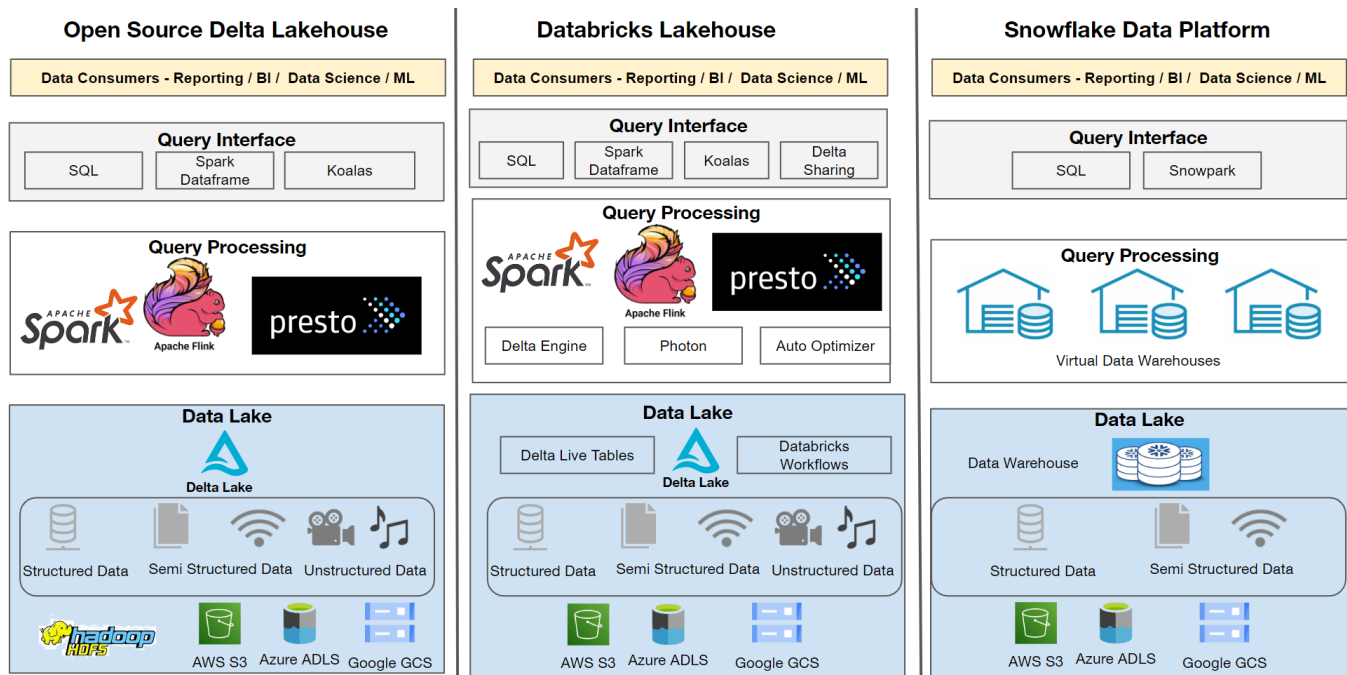 Open Source Delta Lakehouse
Data Consumers - Reporting / BI / Data Science / ML
Query Interface
SQL
Spark
Dataframe
Koalas
Query Processing
APACHE
Spark
Apache Flink
presto
Data Lake
Delta Lake
Structured Data
Semi Structured Data
Unstructured Data
hadoop
HDFS
AWS S3
Azure ADLS
Google GCS
Databricks Lakehouse
Data Consumers - Reporting / BI / Data Science / ML
Query Interface
SQL
Spark
Dataframe
Koalas
Delta
Sharing
Query Processing
APACHE
Spark
Apache Flink
presto
Delta Engine
Photon
Auto Optimizer
Data Lake
Delta Live Tables
Delta Lake
Databricks
Workflows
Structured Data
Semi Structured Data
Unstructured Data
AWS S3
Azure ADLS
Google GCS
Snowflake Data Platform
Data Consumers - Reporting / BI / Data Science / ML
Query Interface
SQL
Snowpark
Query Processing
Virtual Data Warehouses
Data Lake
Data Warehouse
Structured Data
Semi Structured Data
AWS S3
Azure ADLS
Google GCS